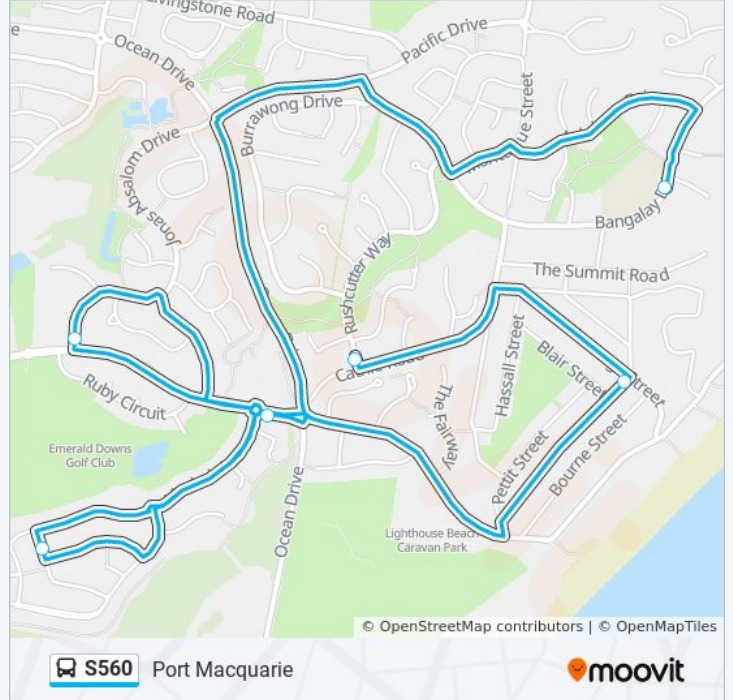 Livingstone Road
Pacific Drive
Ocean Drive
Burrawong Drive
Jonas Absalom Drive
Bangalay
The Summit Road
Rushcutter Way
Hassall Street
Blair Street
The Fairway
Ruby Circuit
Emerald Downs
Golf Club
Pettit Street
Bourne Street
Ocean Drive
Lighthouse Beach
Caravan Park
© OpenStreetMap contributors | © OpenMapTiles
S560 Port Macquarie
moovit